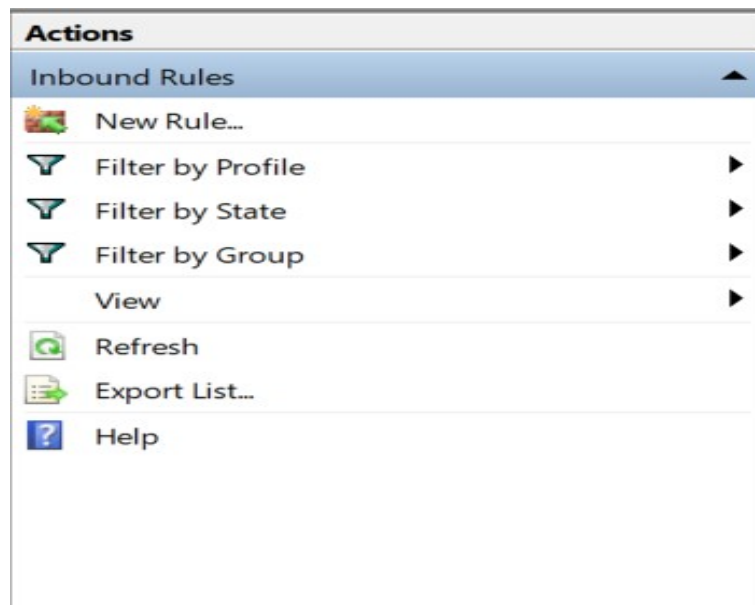 Actions
Inbound Rules
New Rule...
Filter by Profile
Filter by State
Filter by Group
View
Refresh
Export List...
Help